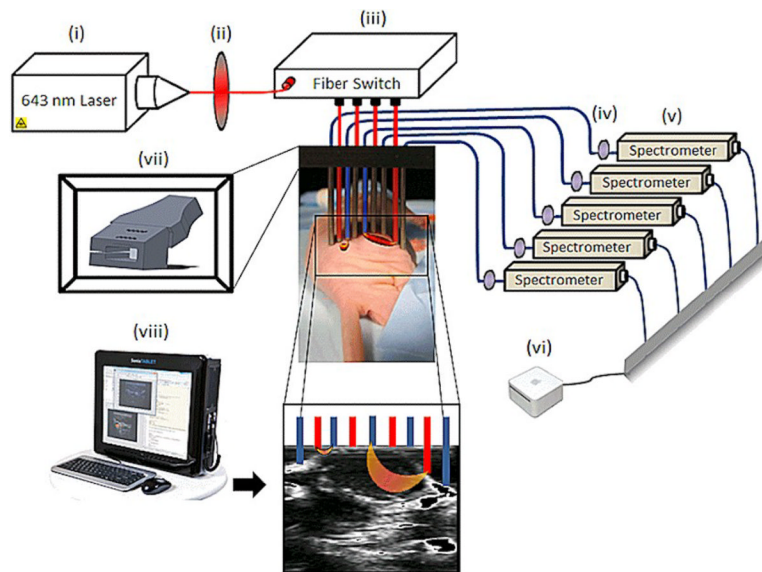 (i)
(ii)
(iii)
643 nm Laser
Fiber Switch
(iv)
(v)
Spectrometer
Spectrometer
Spectrometer
Spectrometer
Spectrometer
(vii)
(vi)
(viii)